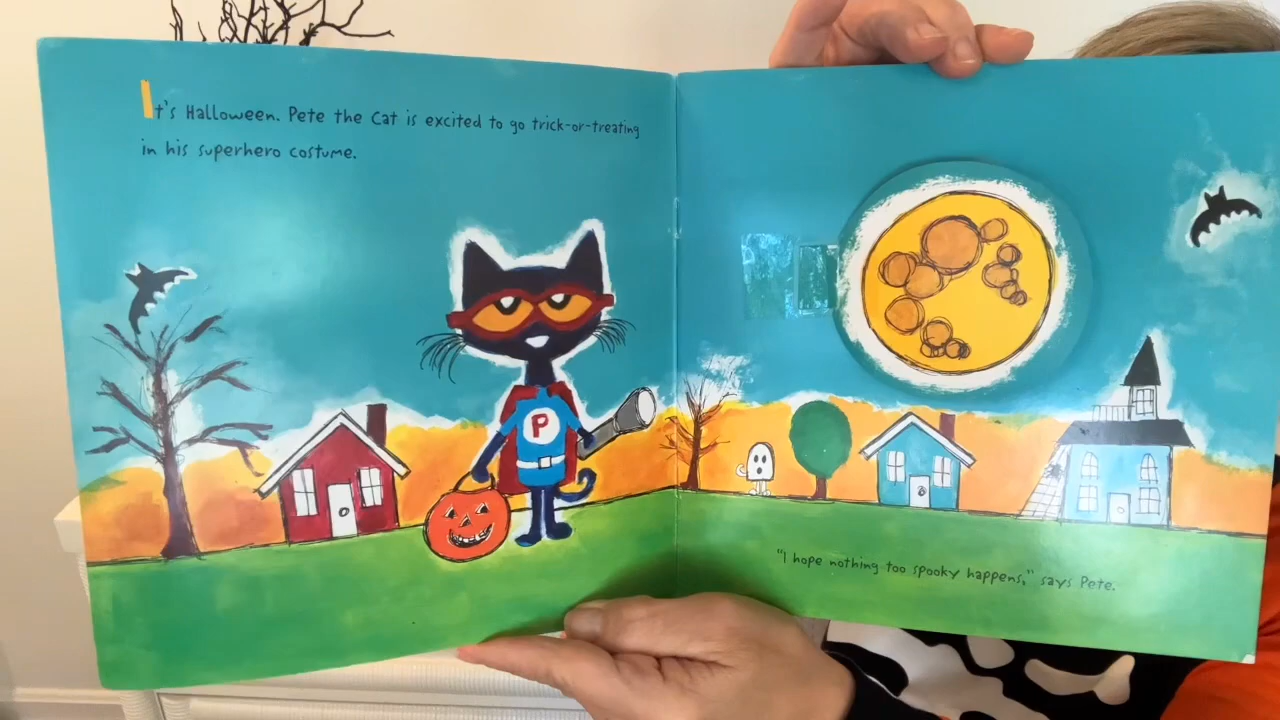 It's Halloween. Pete the Cat is excited to go trick-or-treating
in his superhero costume.
P
"I hope nothing too spooky happens," says Pete.